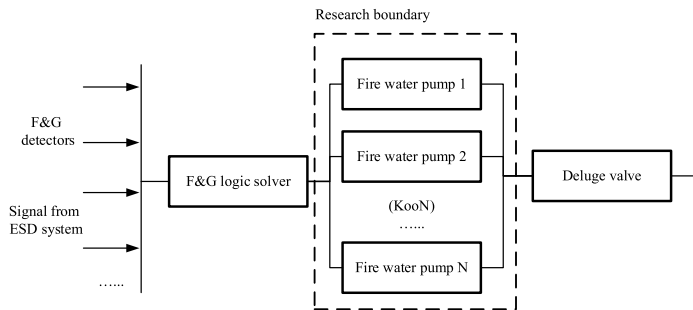 Research boundary
Fire water pump 1
F&G
detectors
Fire water pump 2
F&G logic solver
Deluge valve
(KooN)
…...
Signal from
ESD system
Fire water pump N
…...